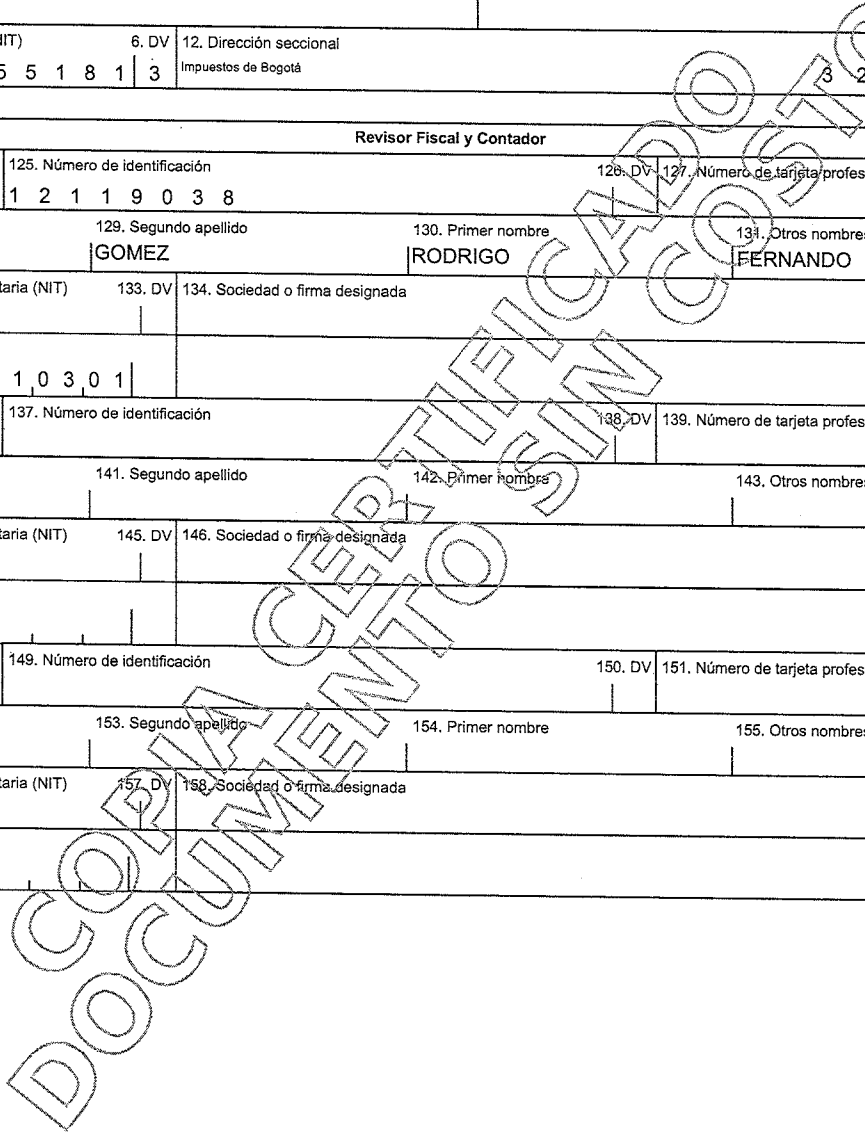 IIT) 6. DV 12. Dirección seccional
5 5 1 8 1 3 Impuestos de Bogotá 3 2
Revisor Fiscal y Contador
125. Número de identificación 126. DV 127. Número de tarjeta profes
1 2 1 1 9 0 3 8
129. Segundo apellido 130. Primer nombre 131. Otros nombres
GOMEZ RODRIGO FERNANDO
taria (NIT) 133. DV 134. Sociedad o firma designada
1 0 3 0 1
137. Número de identificación 138. DV 139. Número de tarjeta profes
141. Segundo apellido 142. Primer nombre 143. Otros nombres
taria (NIT) 145. DV 146. Sociedad o firma designada
149. Número de identificación 150. DV 151. Número de tarjeta profes
153. Segundo apellido 154. Primer nombre 155. Otros nombres
taria (NIT) 157. DV 158. Sociedad o firma designada
COPIA CERTIFICADO
DOCUMENTO SIN COSTO